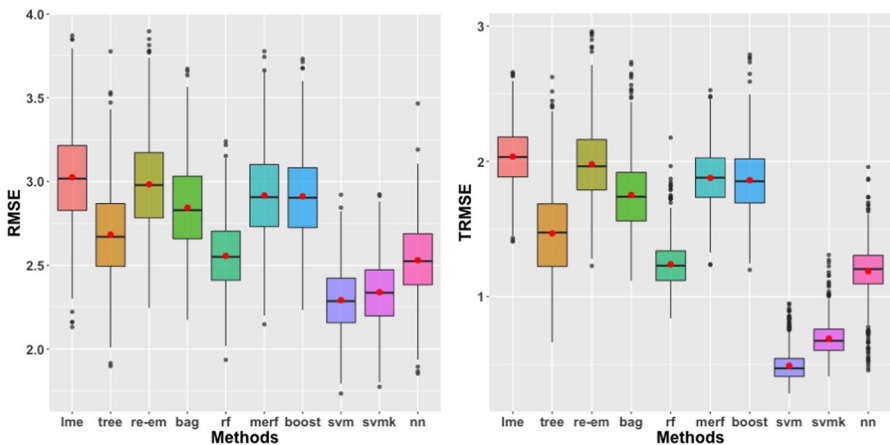 RMSE
4.0
3.5
3.0
2.5
2.0
lme tree re-em bag rf merf boost svm svmk nn
Methods
TRMSE
3
2
1
lme tree re-em bag rf merf boost svm svmk nn
Methods